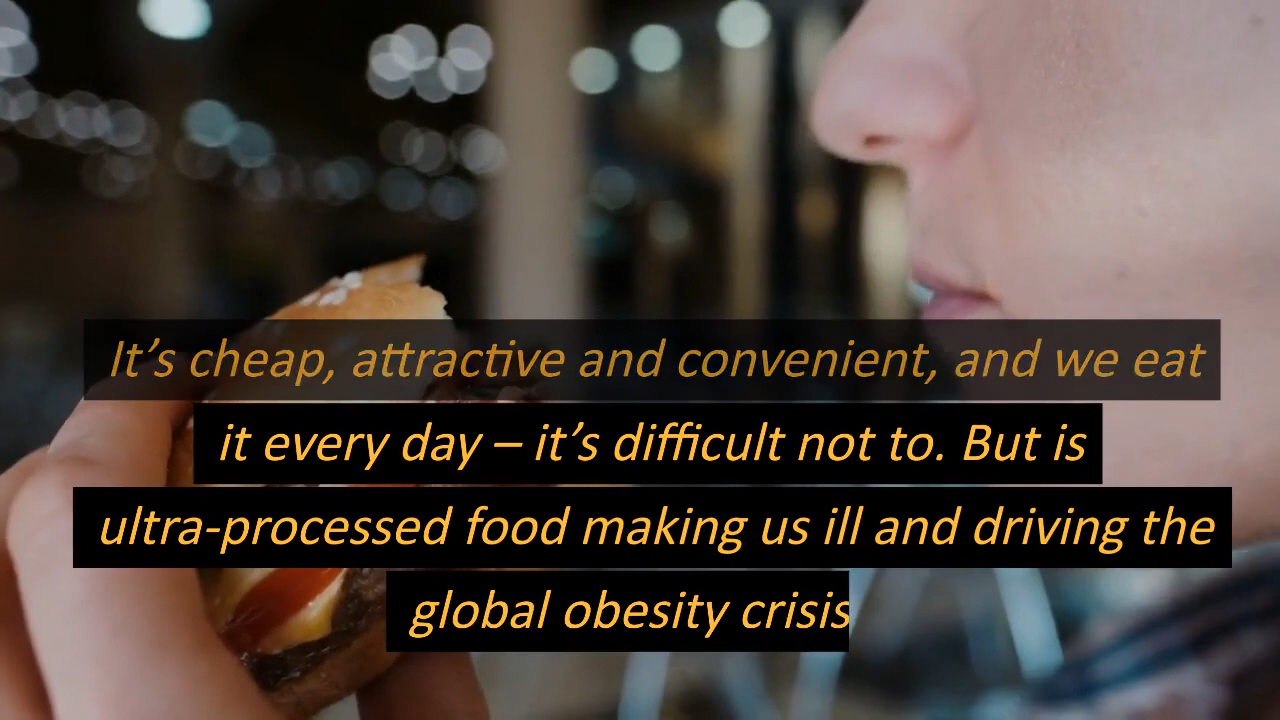 It’s cheap, attractive and convenient, and we eat
it every day – it’s difficult not to. But is
ultra-processed food making us ill and driving the
global obesity crisis